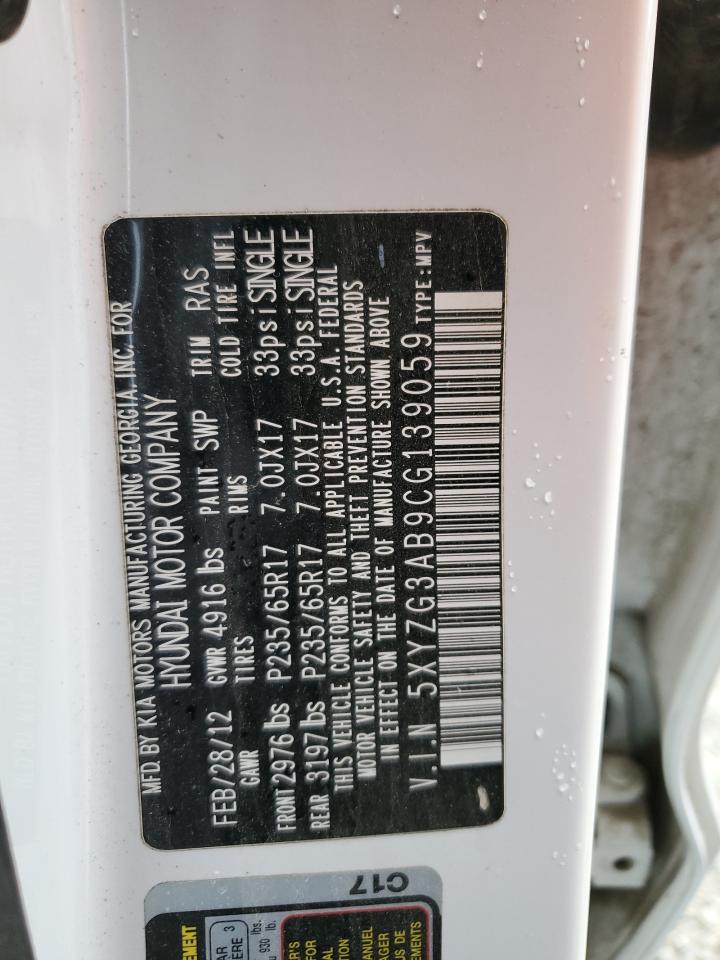 MFD. BY KIA MOTORS MANUFACTURING GEORGIA, INC. FOR
HYUNDAI MOTOR COMPANY
FEB/28/12 GVWR 4916 lbs PAINT SWP TRIM RAS
GAWR TIRES RIMS COLD TIRE INFL
FRONT 2976 lbs P235/65R17 7.0JX17 33psi SINGLE
REAR 3197 lbs P235/65R17 7.0JX17 33psi SINGLE
THIS VEHICLE CONFORMS TO ALL APPLICABLE U.S.A. FEDERAL
MOTOR VEHICLE SAFETY AND THEFT PREVENTION STANDARDS
IN EFFECT ON THE DATE OF MANUFACTURE SHOWN ABOVE
V.I.N 5XYZG3AB9CG139059 TYPE:MPV
C17
930 lb.
lbs.